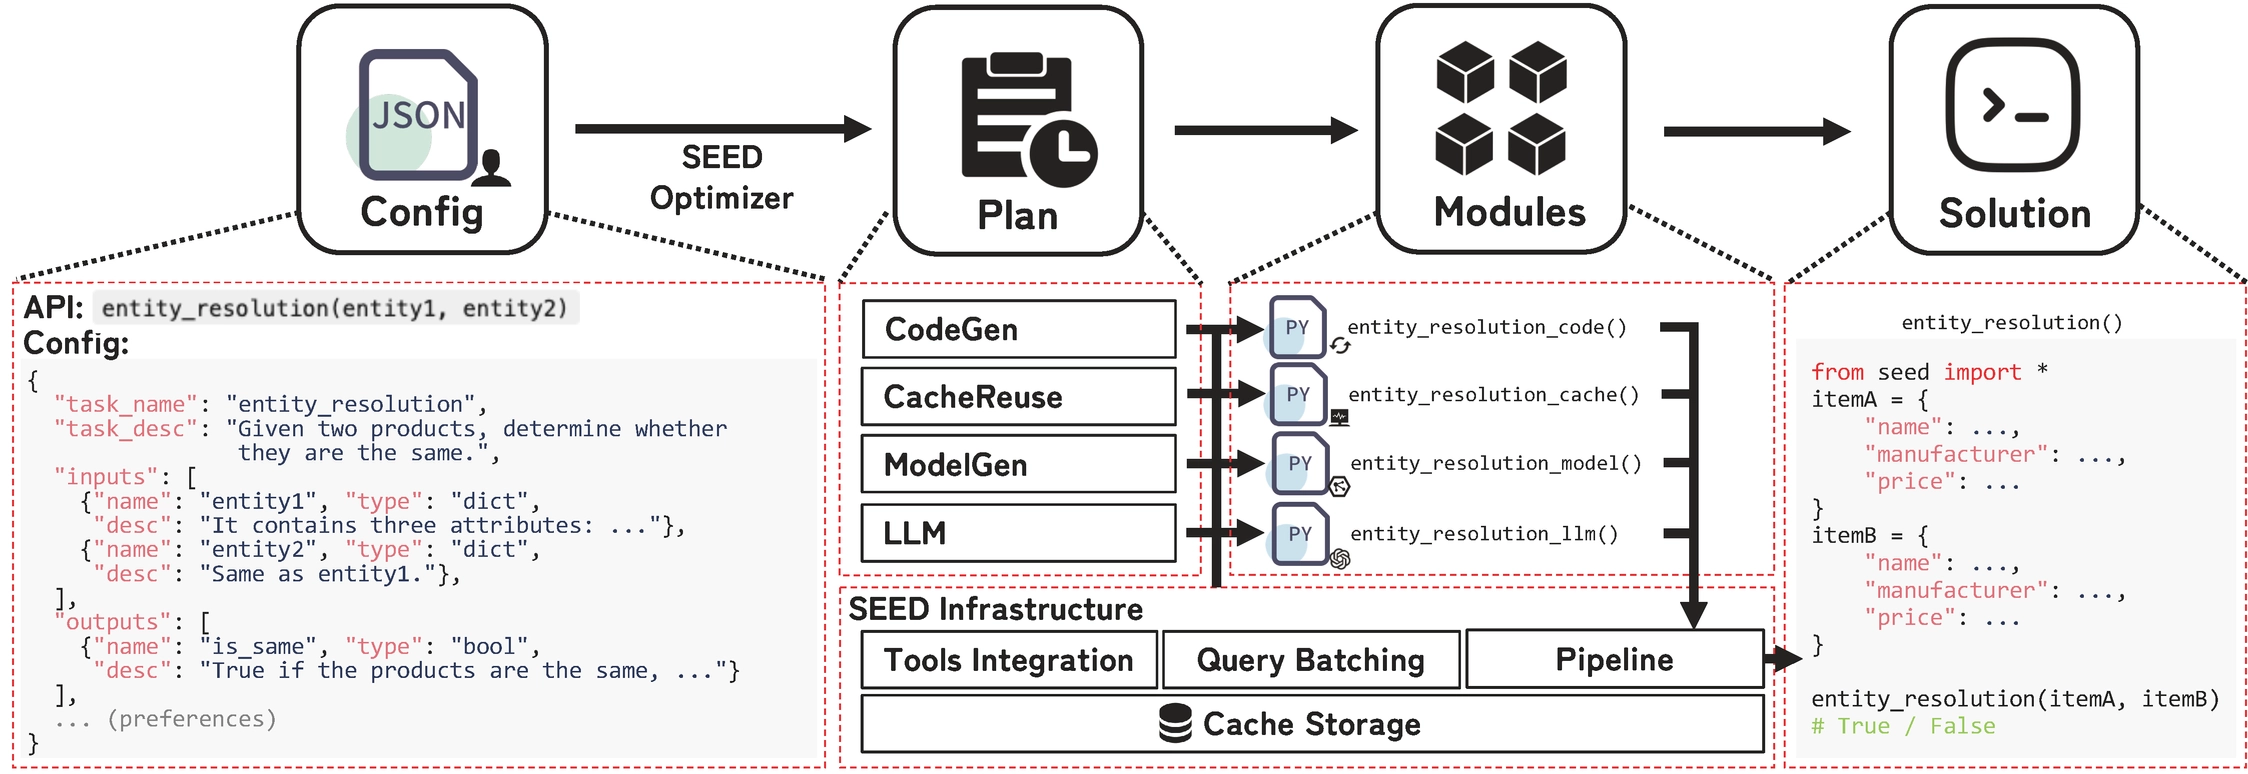 JSON
Config
SEED
Optimizer
Plan
Modules
Solution
API: entity_resolution(entity1, entity2)
Config:
{
"task_name": "entity_resolution",
"task_desc": "Given two products, determine whether
they are the same.",
"inputs": [
{"name": "entity1", "type": "dict",
"desc": "It contains three attributes: ..."},
{"name": "entity2", "type": "dict",
"desc": "Same as entity1."},
],
"outputs": [
{"name": "is_same", "type": "bool",
"desc": "True if the products are the same, ..."}
],
... (preferences)
}
CodeGen
CacheReuse
ModelGen
LLM
PY entity_resolution_code()
PY entity_resolution_cache()
PY entity_resolution_model()
PY entity_resolution_llm()
SEED Infrastructure
Tools Integration
Query Batching
Pipeline
Cache Storage
entity_resolution()
from seed import *
itemA = {
"name": ...,
"manufacturer": ...,
"price": ...
}
itemB = {
"name": ...,
"manufacturer": ...,
"price": ...
}
entity_resolution(itemA, itemB)
# True / False